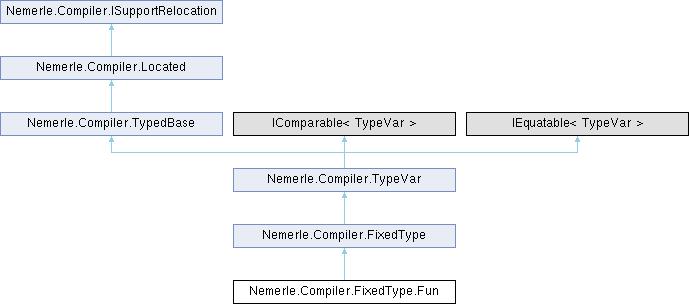 Nemerle.Compiler.ISupportRelocation
Nemerle.Compiler.Located
Nemerle.Compiler.TypedBase
IComparable< TypeVar >
IEquatable< TypeVar >
Nemerle.Compiler.TypeVar
Nemerle.Compiler.FixedType
Nemerle.Compiler.FixedType.Fun